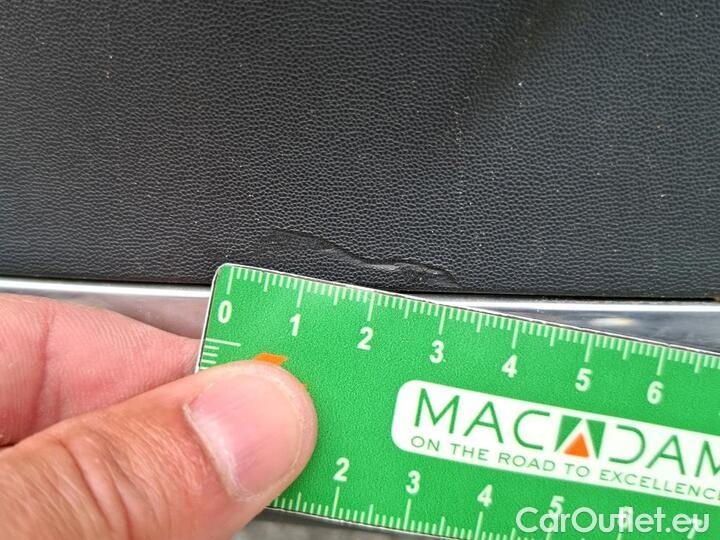 0 1 2 3 4 5 6
MACADAM
ON THE ROAD TO EXCELLENCE
2 3 4 5 6 7
CarOutlet.eu